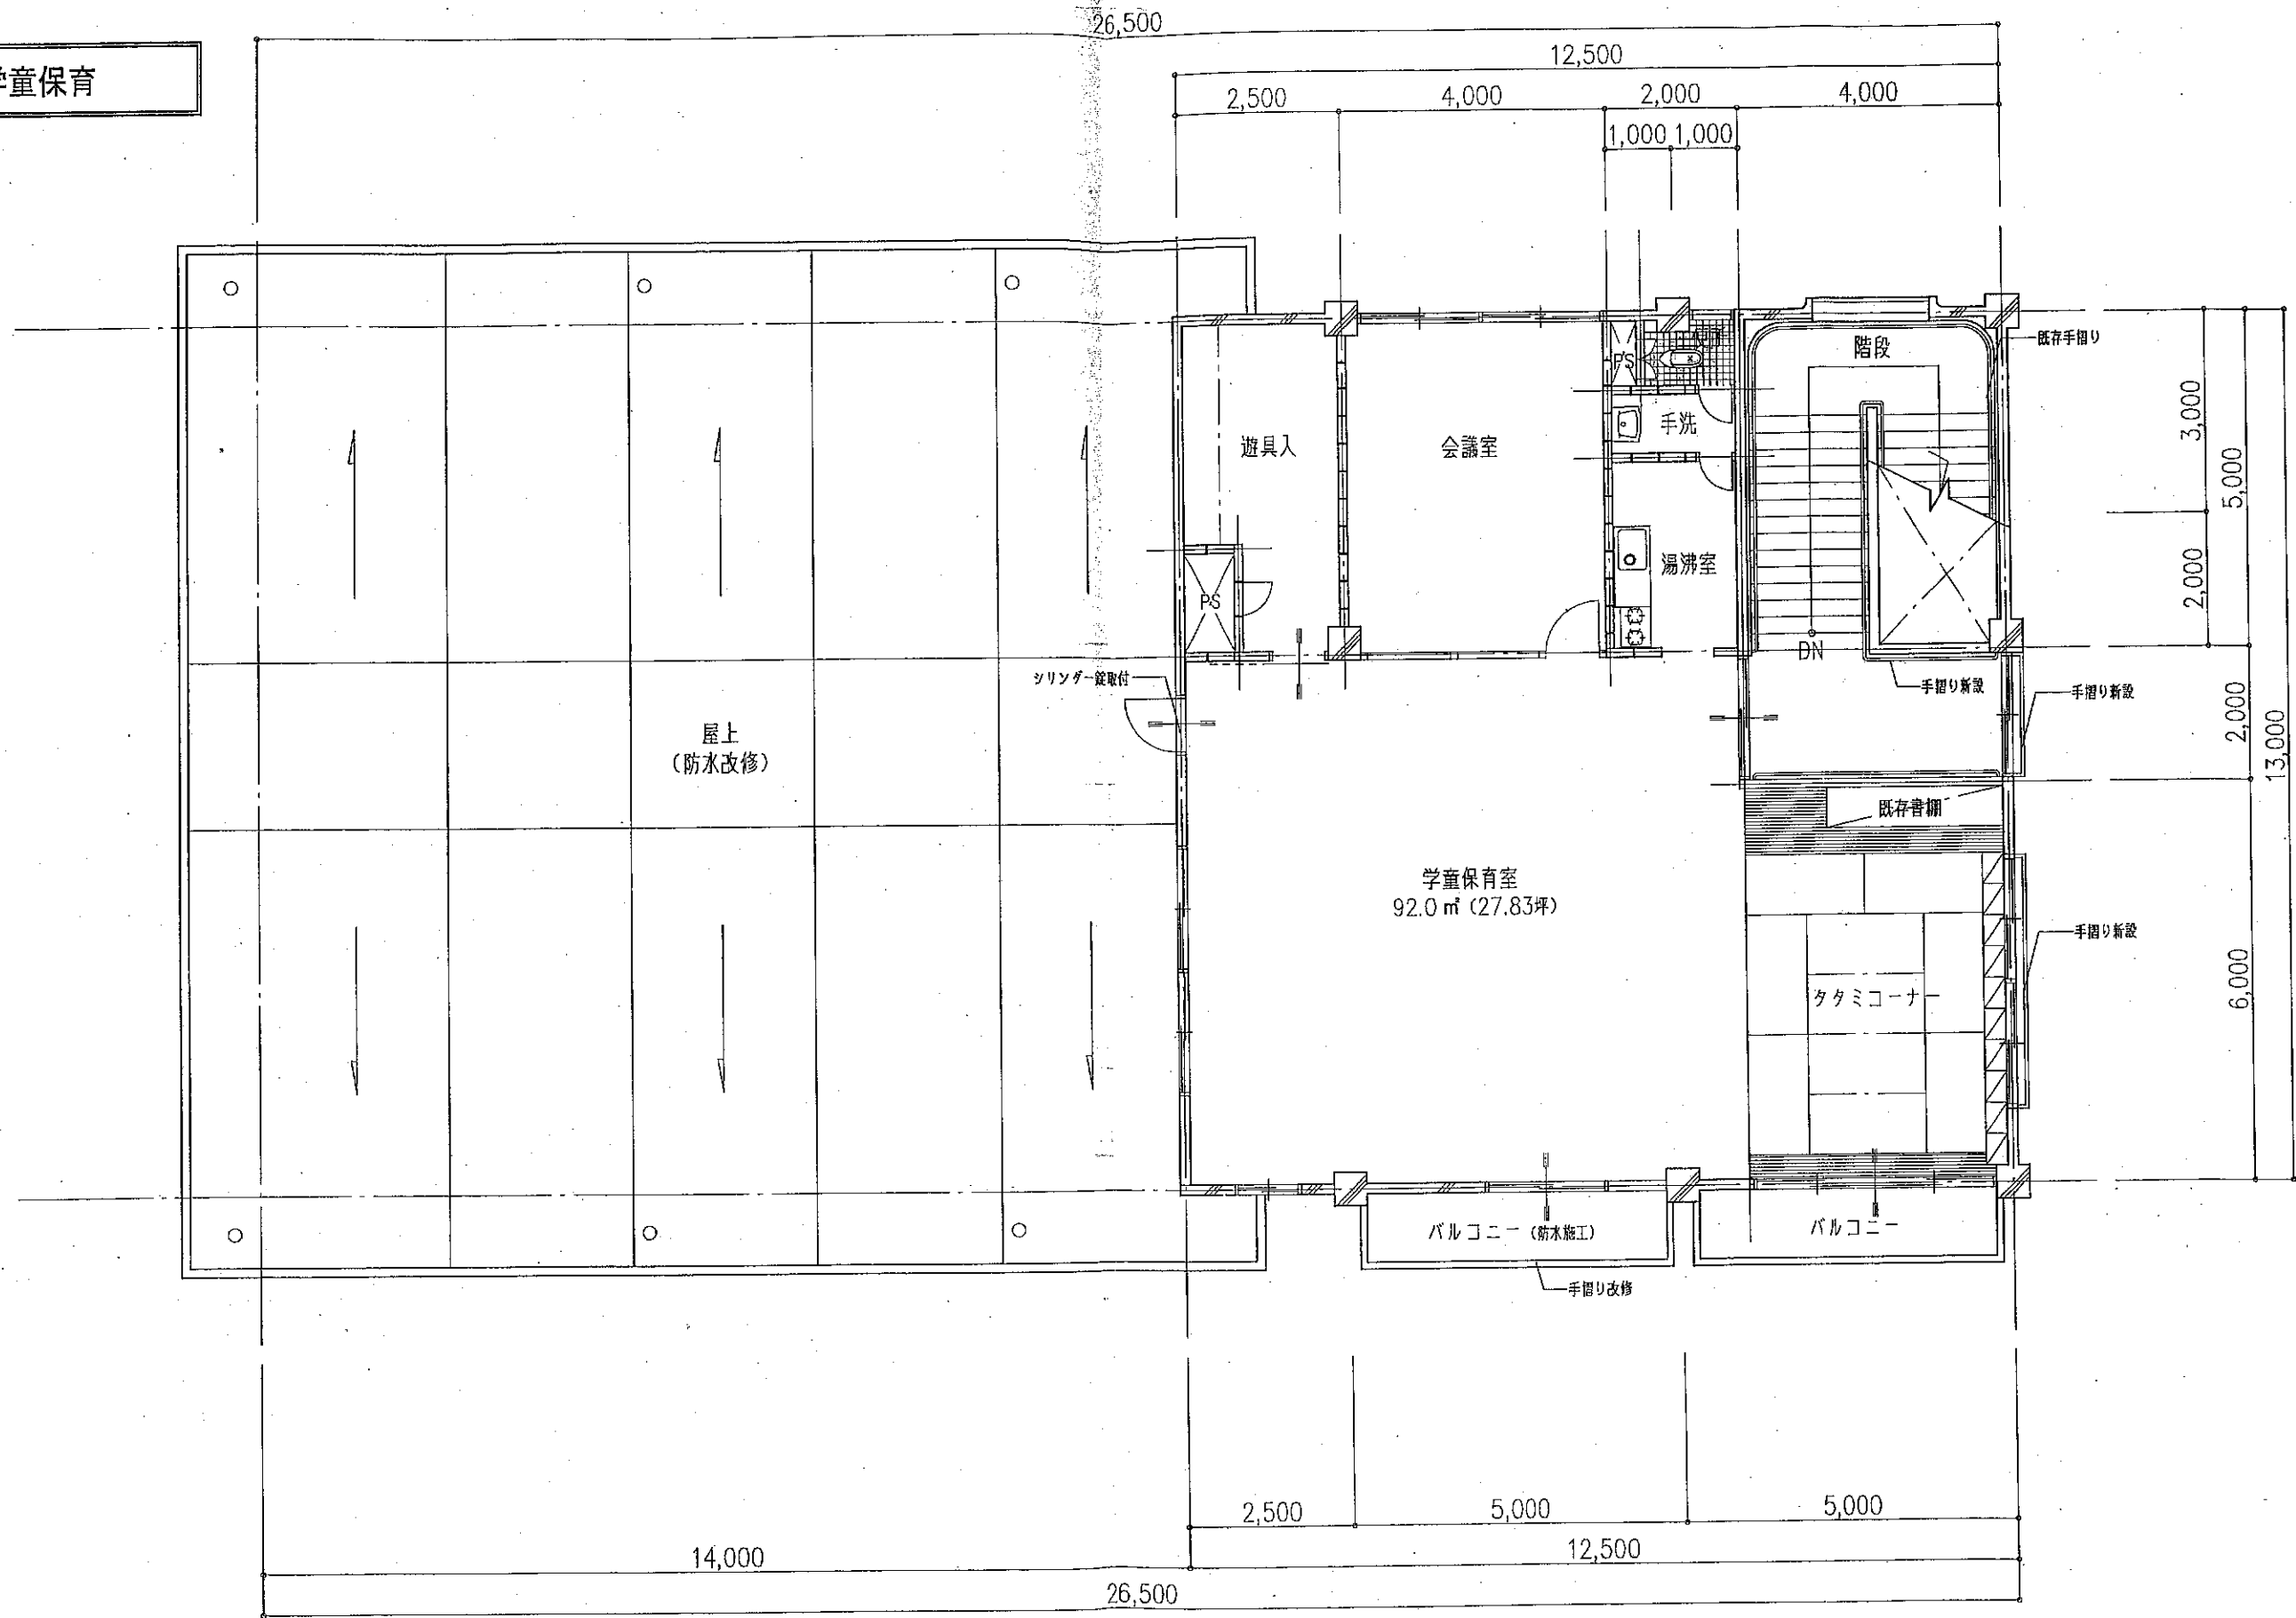 26,500
12,500
2,500 4,000 2,000 4,000
1,000 1,000
童保育
階段
既存手摺り
PS
手洗
遊具入
会議室
湯沸室
PS
DN
3,000
5,000
2,000
シリンダー錠取付
手摺り新設
手摺り新設
2,000
13,000
屋上
（防水改修）
既存書棚
学童保育室
92.0㎡（27.83坪）
手摺り新設
タタミコーナー
6,000
バルコニー（防水施工）
バルコニー
手摺り改修
2,500 5,000 5,000
14,000 12,500
26,500